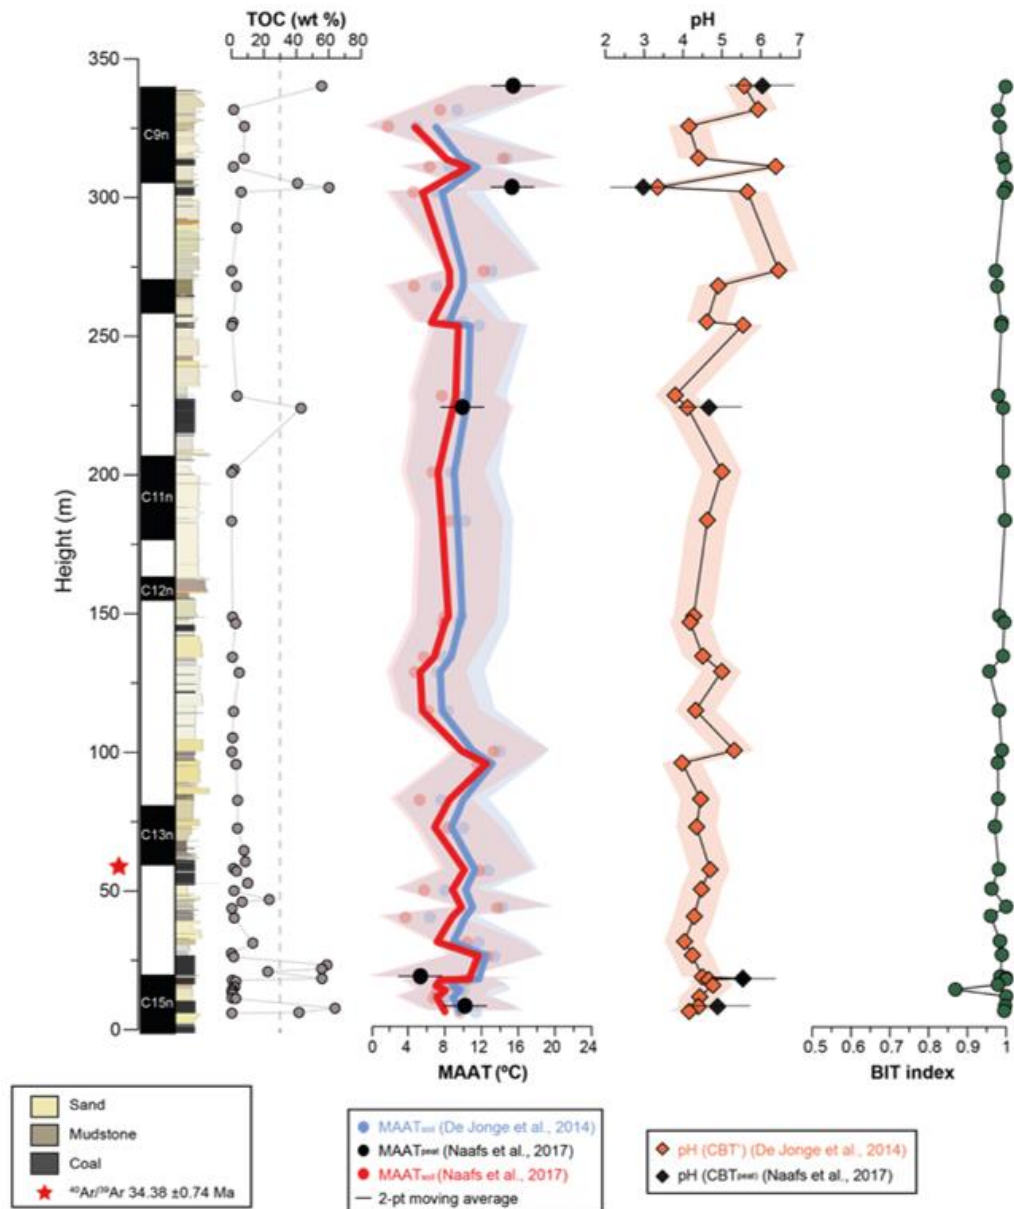 TOC (wt %)
0 20 40 60 80
pH
2 3 4 5 6 7
350
300
250
200
150
100
50
0
Height (m)
C9n
C11n
C12n
C13n
C15n
0 4 8 12 16 20 24
MAAT (ºC)
0.5 0.6 0.7 0.8 0.9 1
BIT index
Sand
Mudstone
Coal
⁴⁰Ar/³⁹Ar 34.38 ±0.74 Ma
MAATsoil (De Jonge et al., 2014)
MAATpeat (Naafs et al., 2017)
MAATsoil (Naafs et al., 2017)
2-pt moving average
pH (CBT') (De Jonge et al., 2014)
pH (CBTpeat) (Naafs et al., 2017)